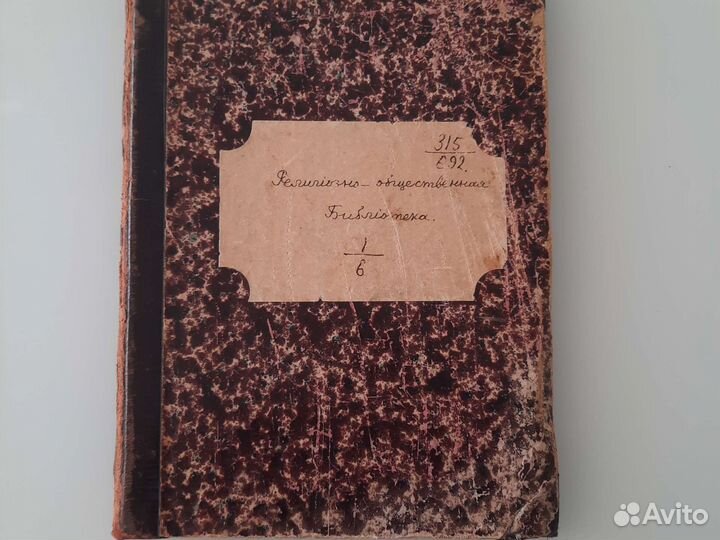 315
Е92.
Религіозно-общественная
Библіотека.
1
6
Avito